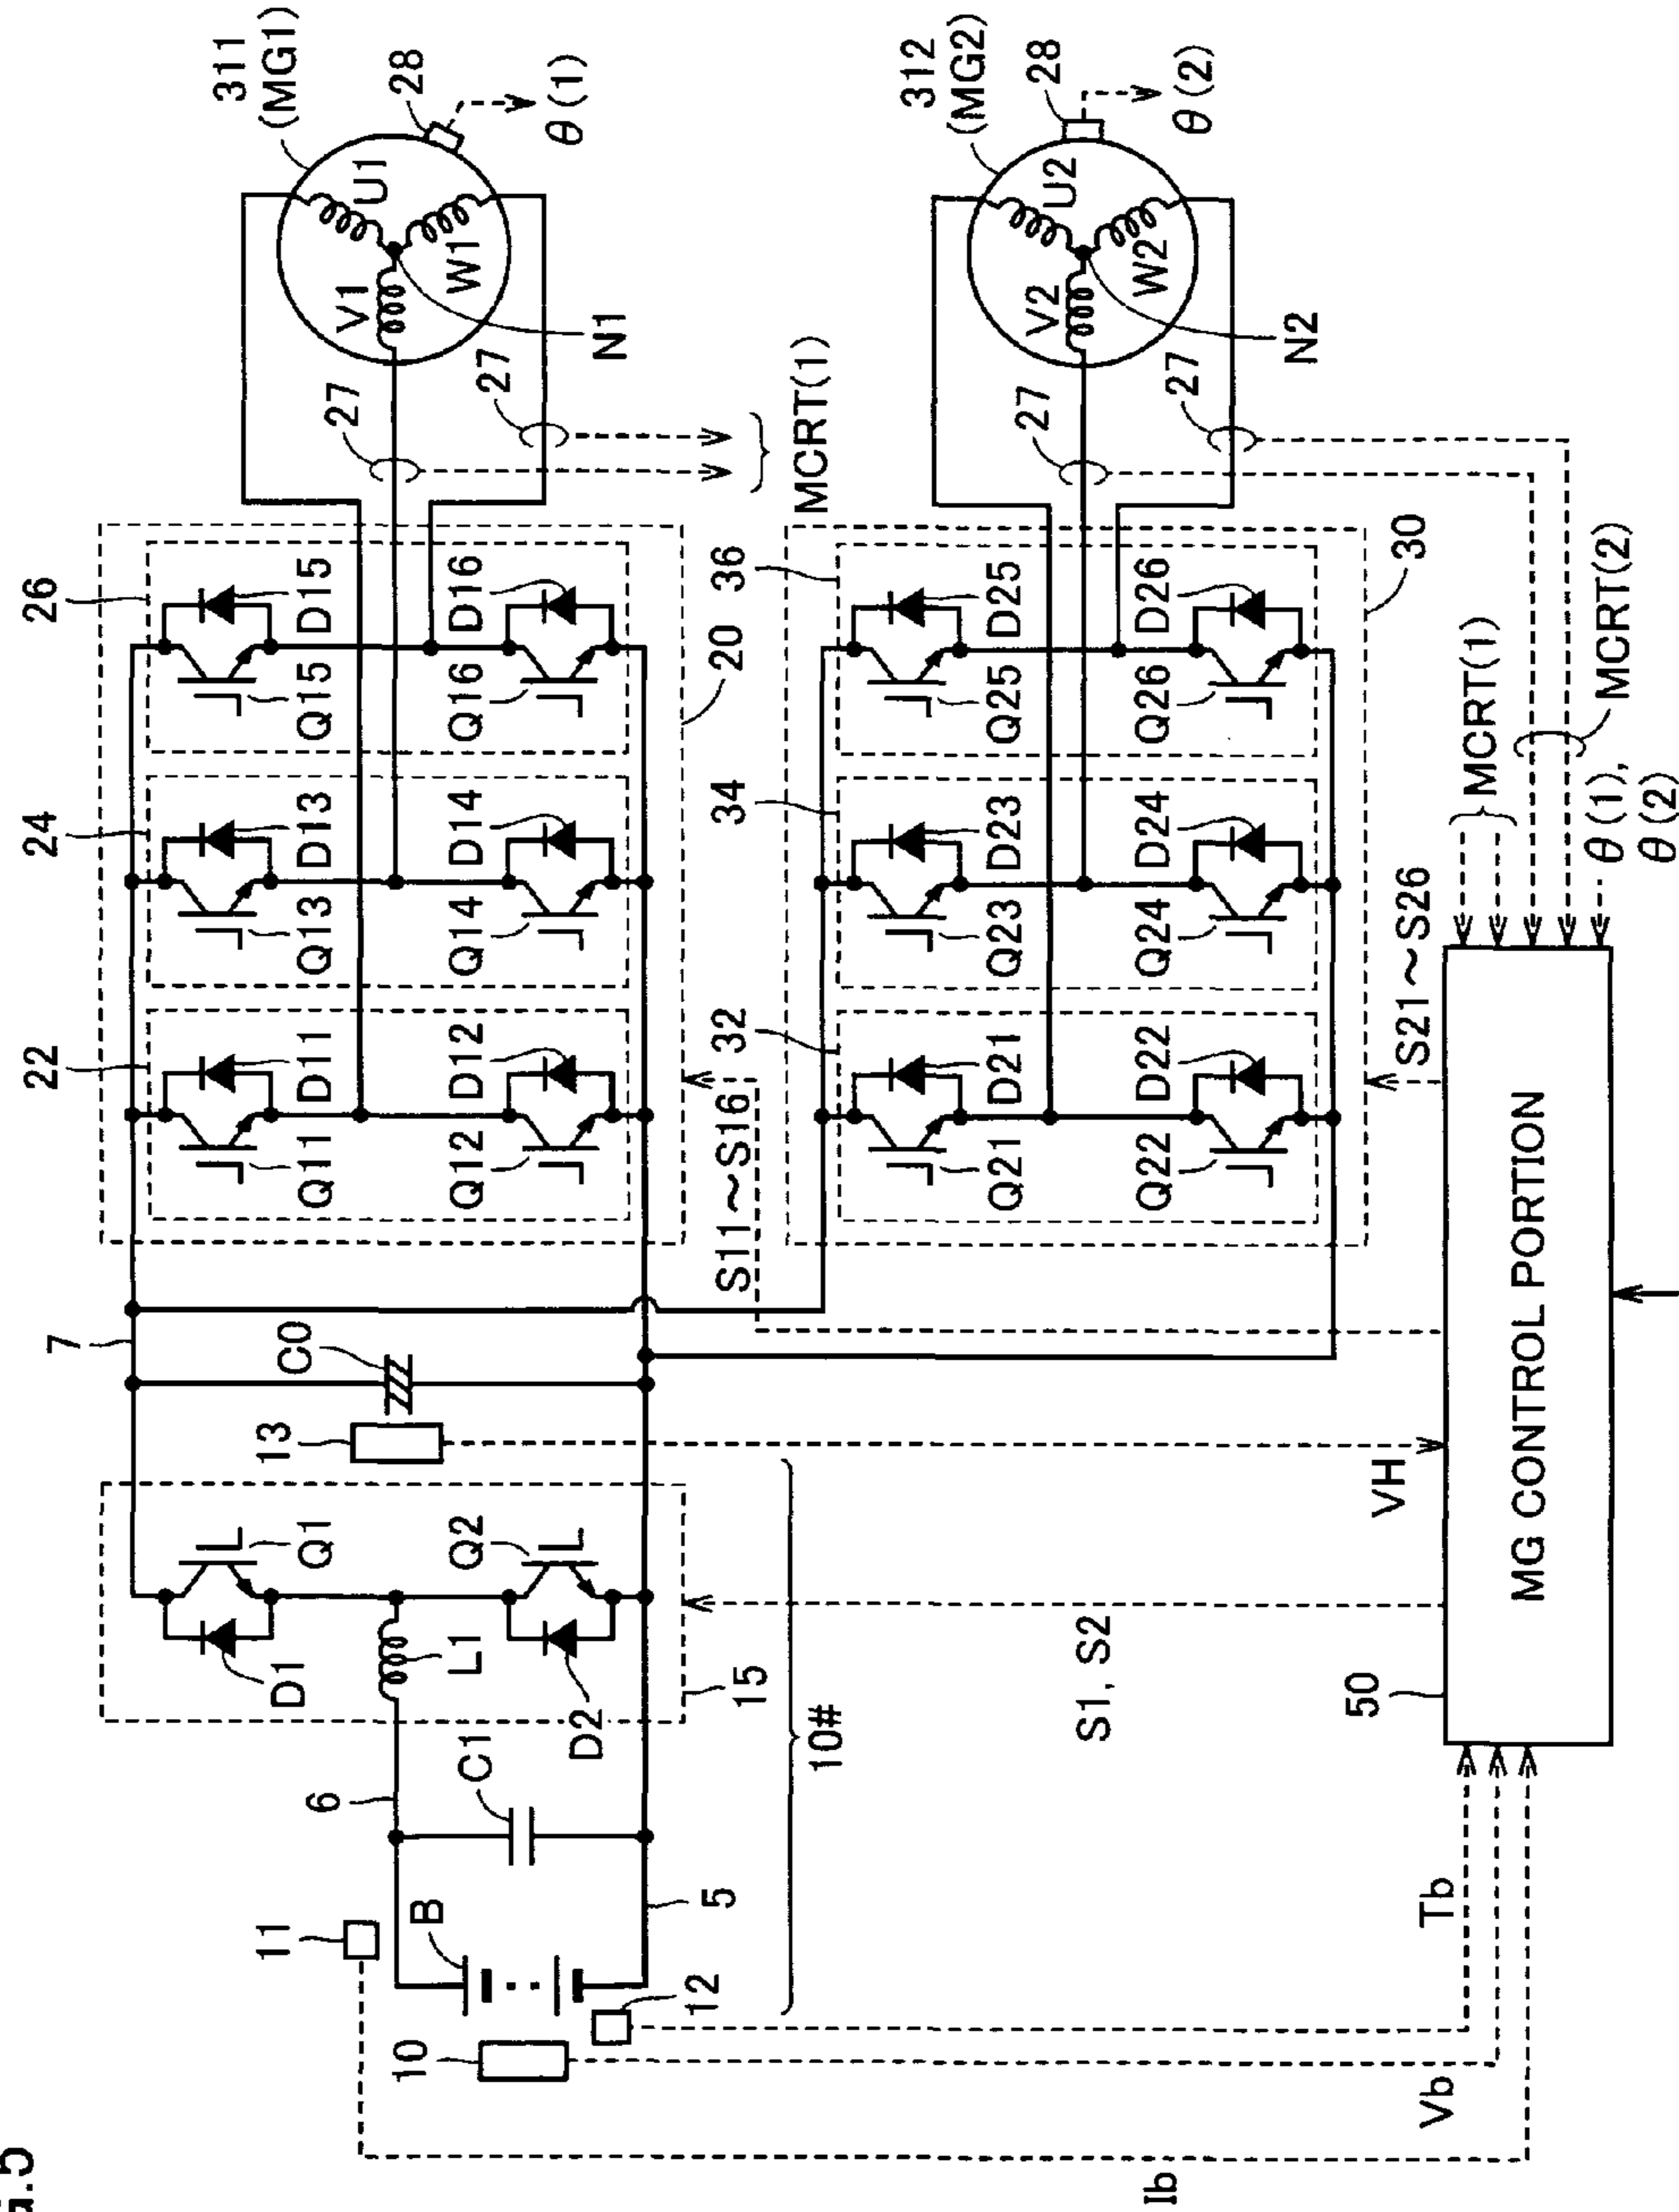 G.5
311
(MG1)
28
θ(1)
U1
V1
W1
N1
27
27
MCRT(1)
312
(MG2)
28
θ(2)
U2
V2
W2
N2
27
27
26
24
22
D15
Q15
D16
Q16
D13
Q13
D14
Q14
D11
Q11
D12
Q12
20
36
34
32
D25
Q25
D26
Q26
D23
Q23
D24
Q24
D21
Q21
D22
Q22
30
S11~S16
S21~S26
MCRT(1)
MCRT(2)
θ(1),
θ(2)
7
C0
13
VH
Q1
D1
Q2
D2
L1
15
S1, S2
10#
6
C1
5
B
11
12
10
Tb
Vb
Ib
50
MG CONTROL PORTION